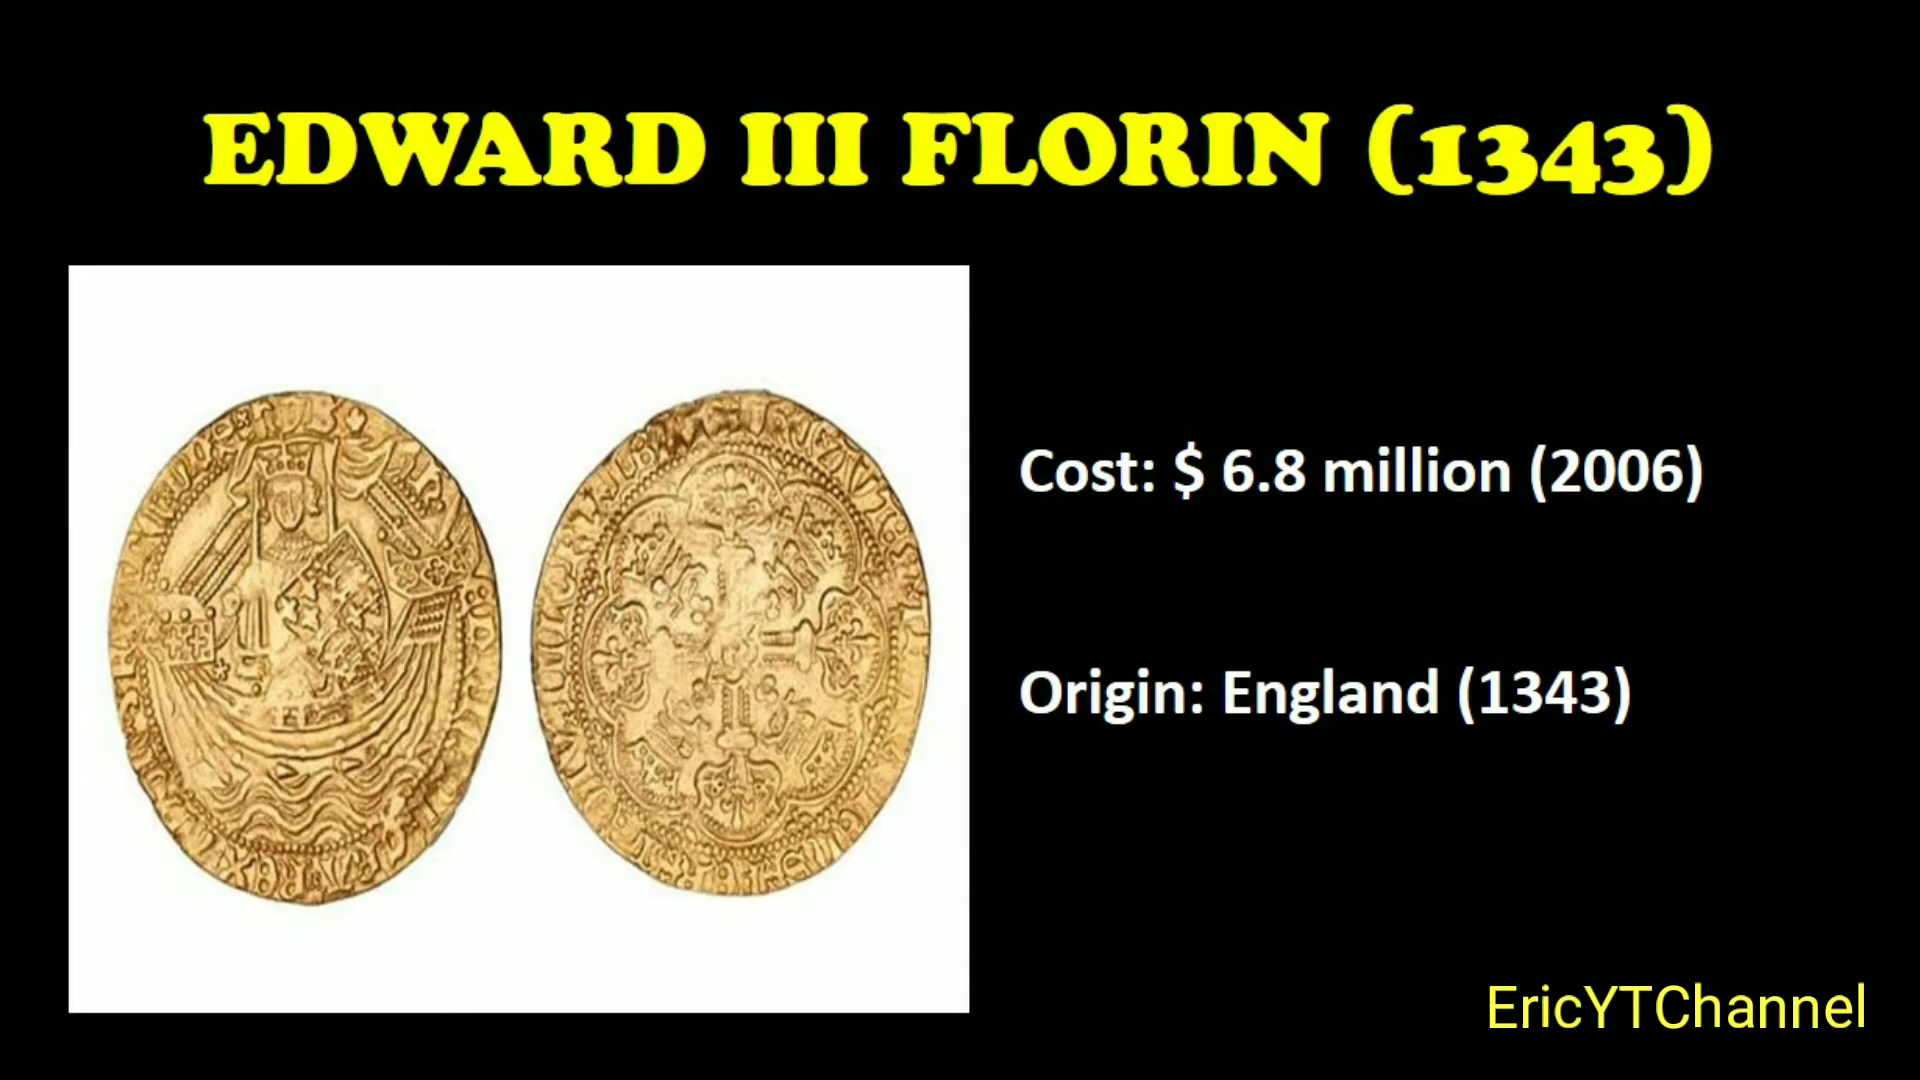 EDWARD III FLORIN (1343)
Cost: $ 6.8 million (2006)
Origin: England (1343)
EricYTChannel